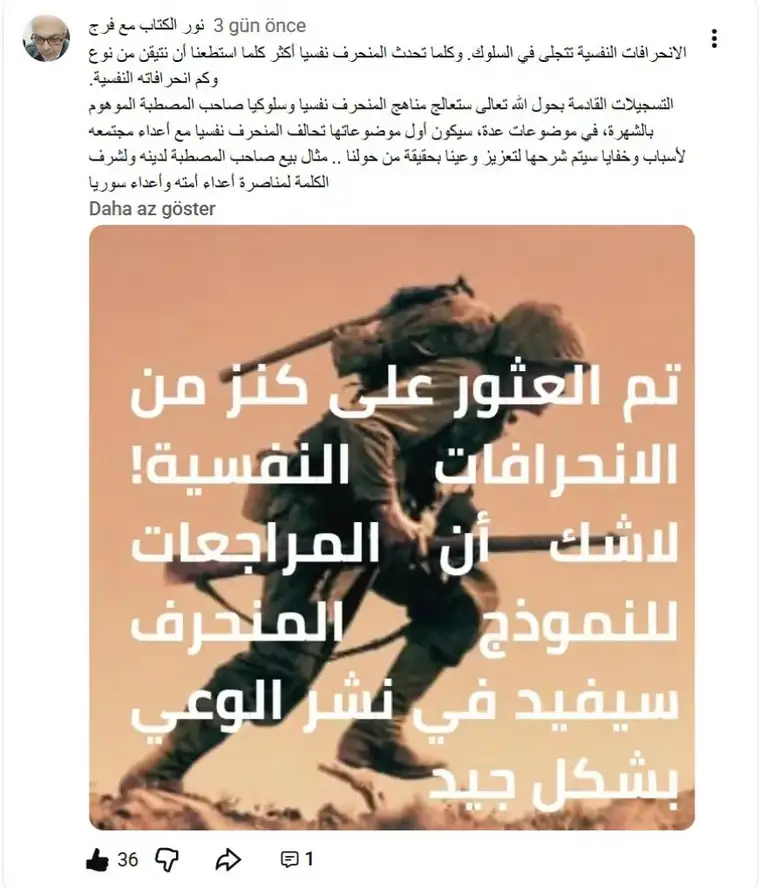 نور الكتاب مع فرج 3 gün önce
الانحرافات النفسية تتجلى في السلوك. وكلما تحدث المنحرف نفسيا أكثر كلما استطعنا أن نتيقن من نوع
وكم انحرافاته النفسية.
التسجيلات القادمة بحول الله تعالى ستعالج مناهج المنحرف نفسيا وسلوكيا صاحب المصطبة الموهوم
بالشهرة، في موضوعات عدة، سيكون أول موضوعاتها تحالف المنحرف نفسيا مع أعداء مجتمعه
لأسباب وخفايا سيتم شرحها لتعزيز وعينا بحقيقة من حولنا .. مثال بيع صاحب المصطبة لدينه ولشرف
الكلمة لمناصرة أعداء أمته وأعداء سوريا
Daha az göster
تم العثور على كنز من
الانحرافات النفسية!
لاشك أن المراجعات
للنموذج المنحرف
سيفيد في نشر الوعي
بشكل جيد
36 1